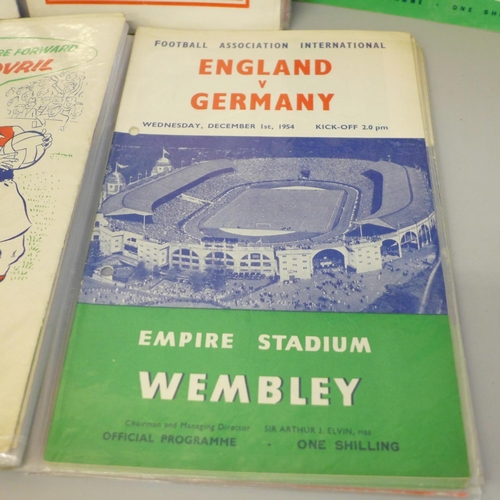 FOOTBALL ASSOCIATION INTERNATIONAL
ENGLAND
V
GERMANY
WEDNESDAY, DECEMBER 1st, 1954 KICK-OFF 2.0 pm
EMPIRE STADIUM
WEMBLEY
Chairman and Managing Director SIR ARTHUR J. ELVIN, MBE
OFFICIAL PROGRAMME - ONE SHILLING
FORWARD
OVRIL
ONE